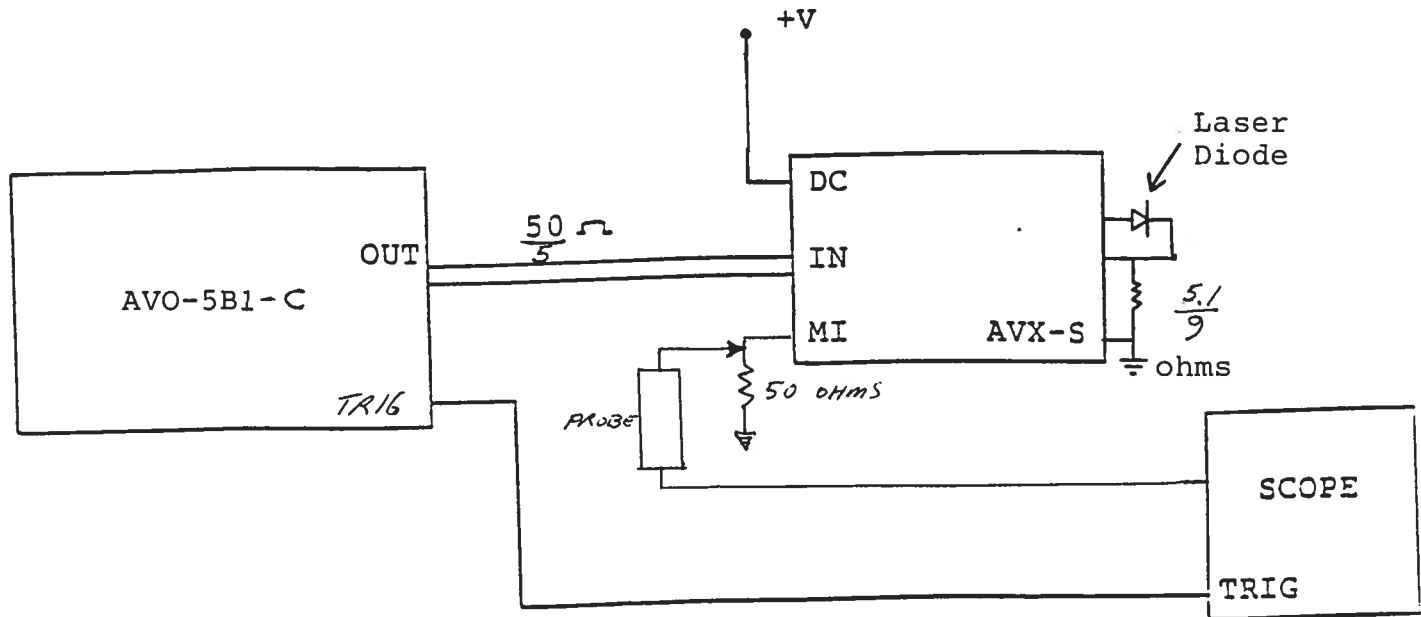 +V
Laser
Diode
DC
50 Ω
5
OUT
IN
AVO-5B1-C
MI
AVX-S
5.1
9
ohms
TRIG
50 OHMS
PROBE
SCOPE
TRIG